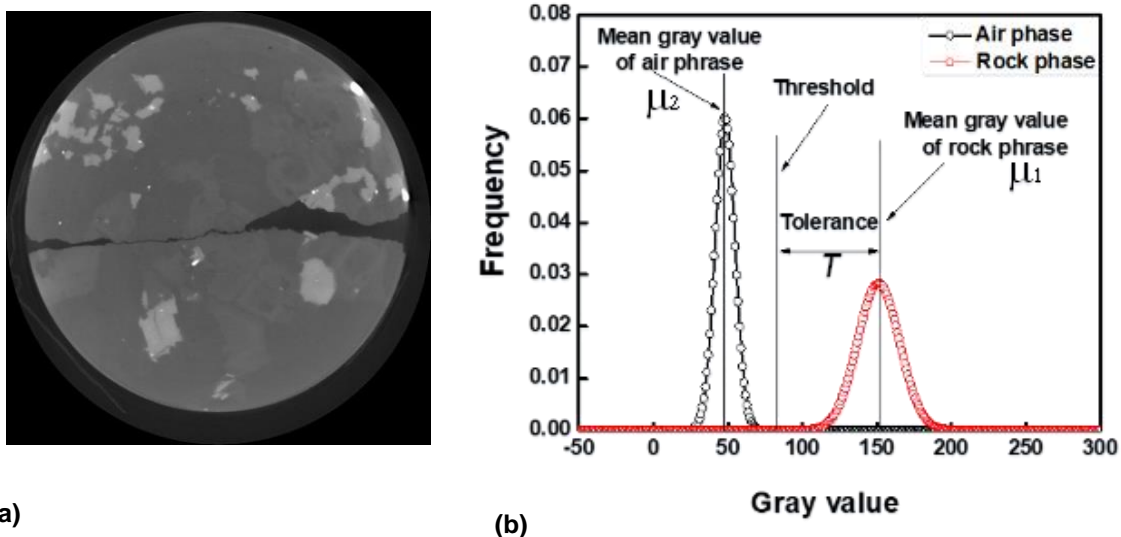 0.08
0.07
0.06
0.05
0.04
0.03
0.02
0.01
0.00
Frequency
Mean gray value
of air phrase
μ2
Threshold
Air phase
Rock phase
Mean gray value
of rock phrase
μ1
Tolerance
T
-50 0 50 100 150 200 250 300
Gray value
a)
(b)